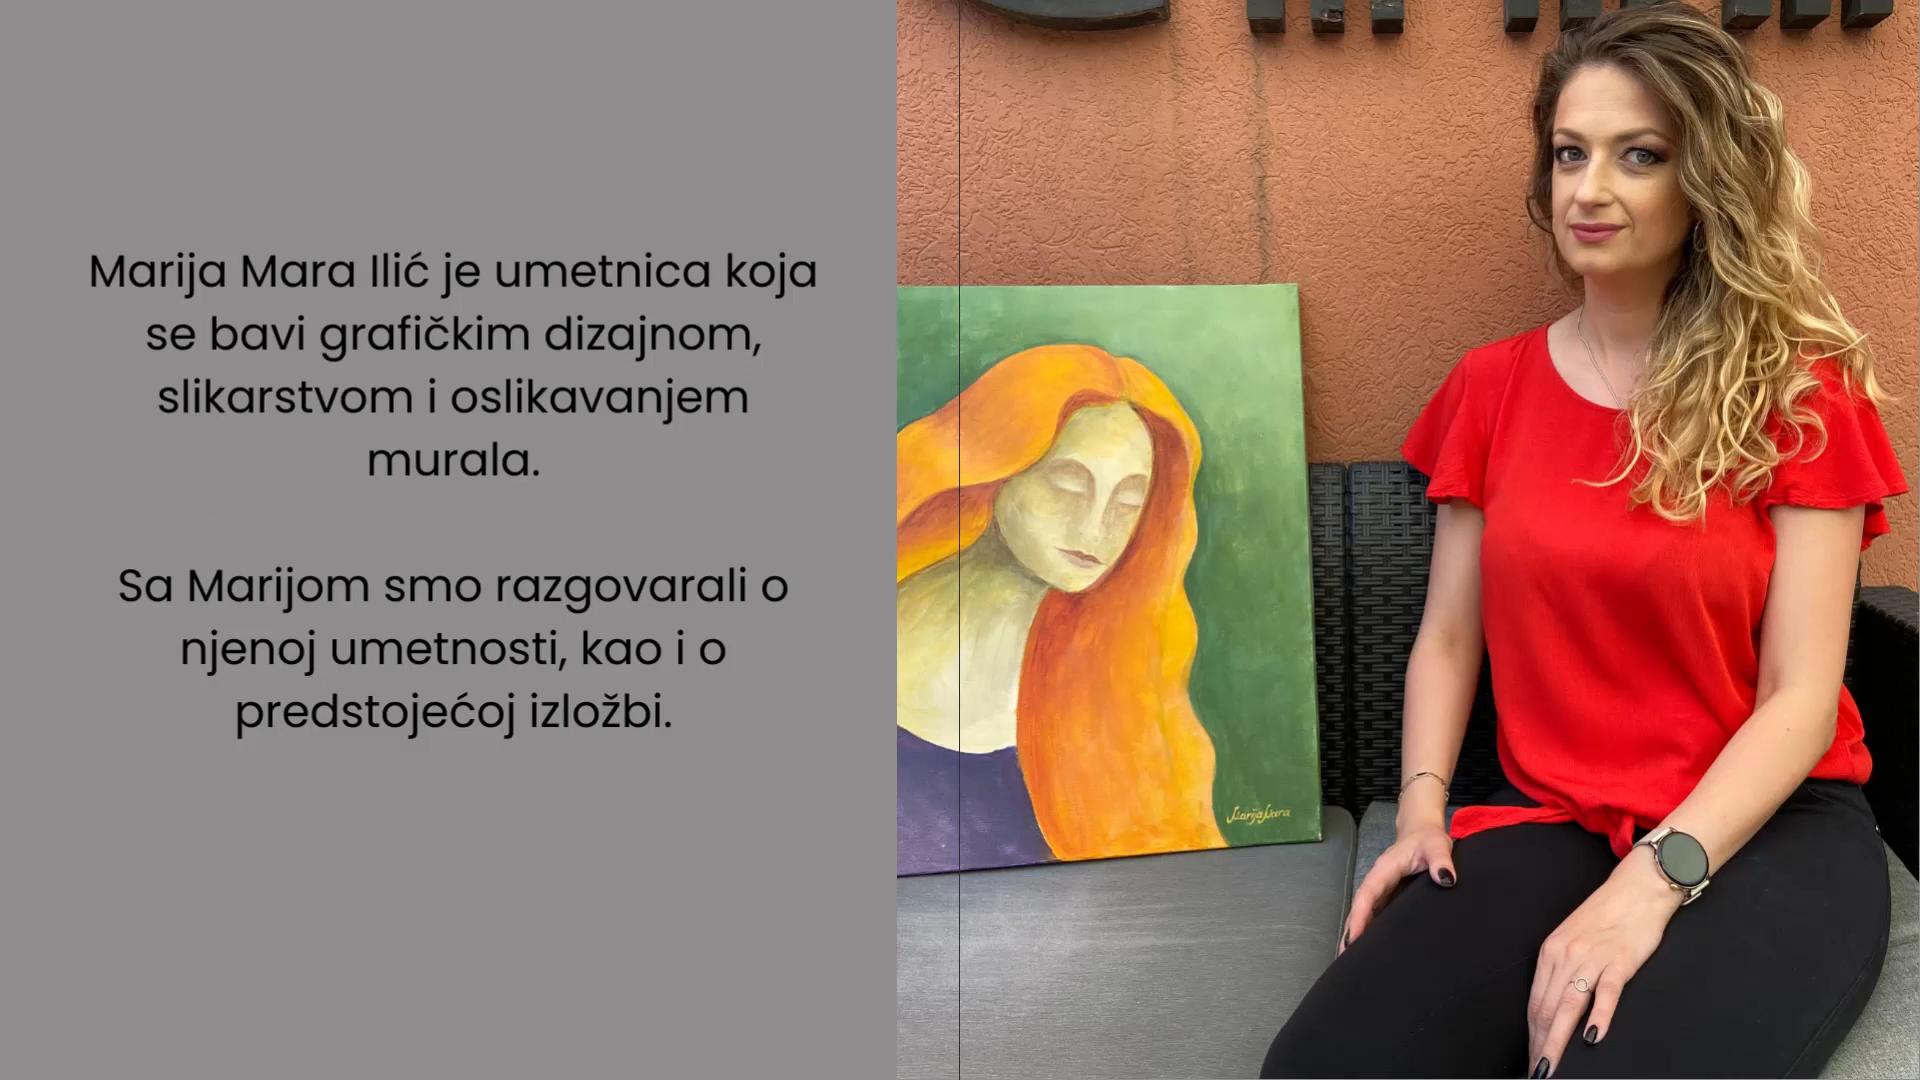 Marija Mara Ilić je umetnica koja
se bavi grafičkim dizajnom,
slikarstvom i oslikavanjem
murala.
Sa Marijom smo razgovarali o
njenoj umetnosti, kao i o
predstojećoj izložbi.
MarijaMara